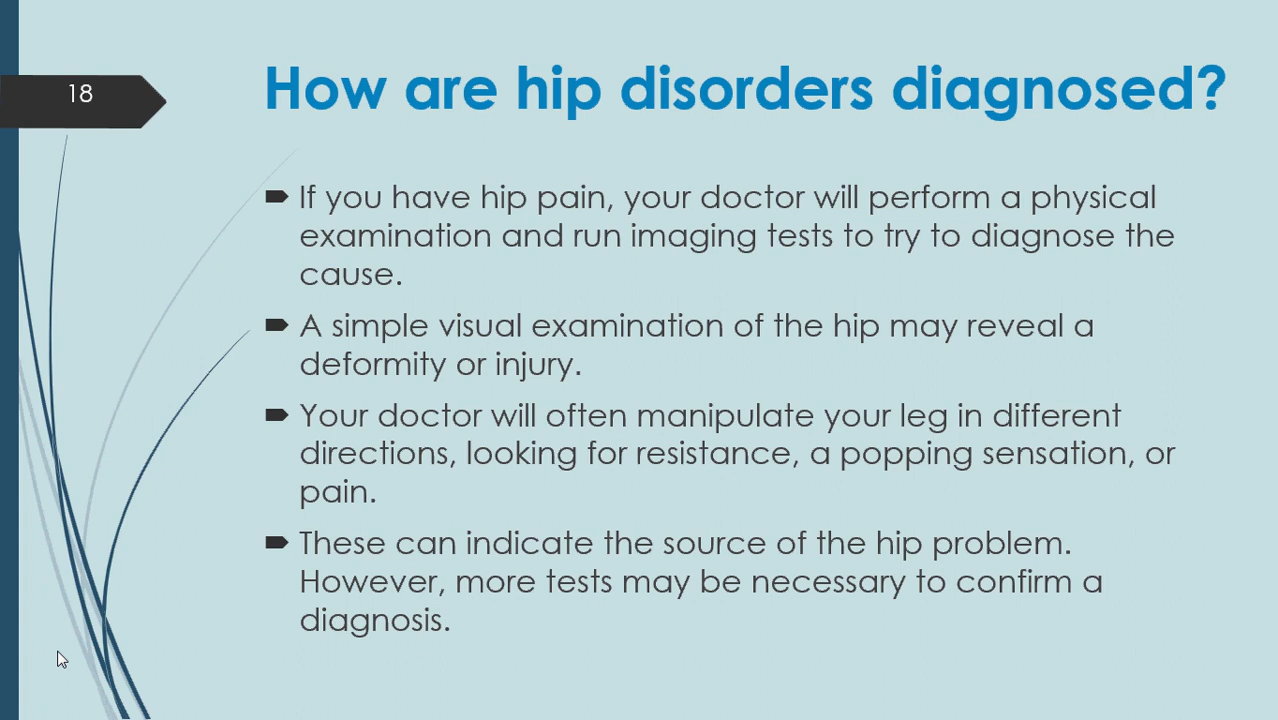 18
How are hip disorders diagnosed?
If you have hip pain, your doctor will perform a physical
examination and run imaging tests to try to diagnose the
cause.
A simple visual examination of the hip may reveal a
deformity or injury.
Your doctor will often manipulate your leg in different
directions, looking for resistance, a popping sensation, or
pain.
These can indicate the source of the hip problem.
However, more tests may be necessary to confirm a
diagnosis.